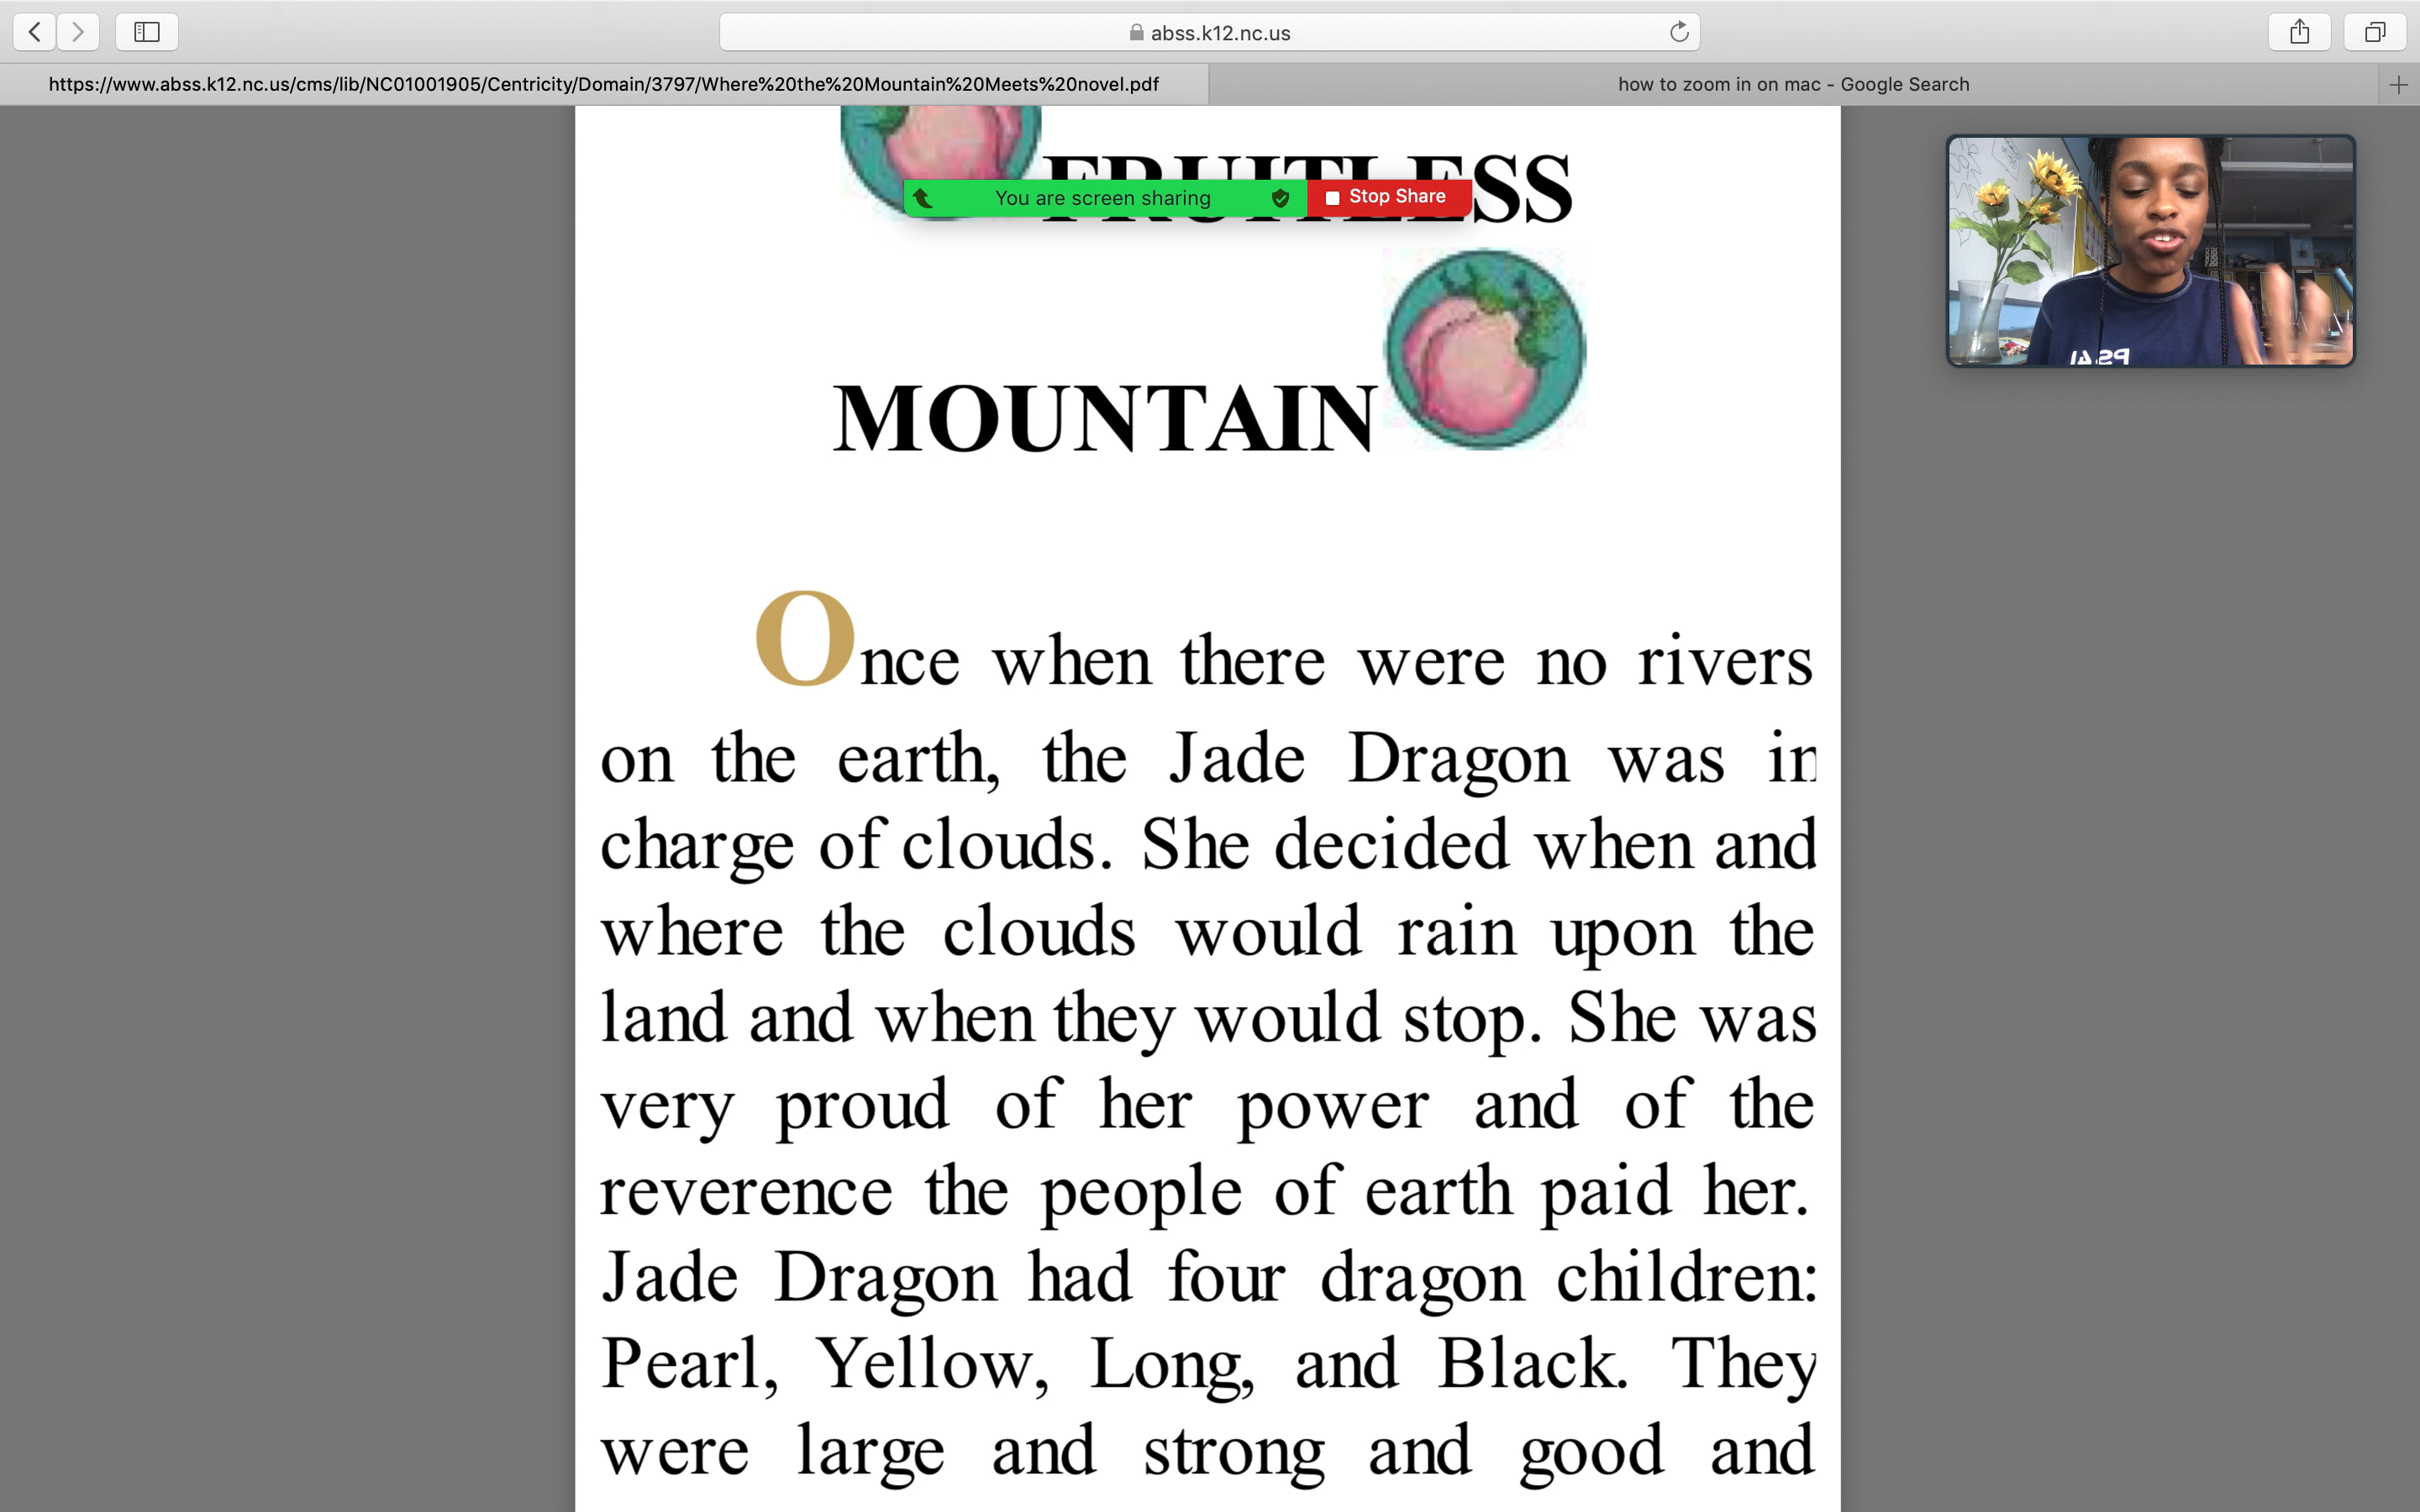 abss.k12.nc.us
https://www.abss.k12.nc.us/cms/lib/NC01001905/Centricity/Domain/3797/Where%20the%20Mountain%20Meets%20novel.pdf
how to zoom in on mac - Google Search
FRUITLESS
You are screen sharing
Stop Share
MOUNTAIN
Once when there were no rivers
on the earth, the Jade Dragon was in
charge of clouds. She decided when and
where the clouds would rain upon the
land and when they would stop. She was
very proud of her power and of the
reverence the people of earth paid her.
Jade Dragon had four dragon children:
Pearl, Yellow, Long, and Black. They
were large and strong and good and